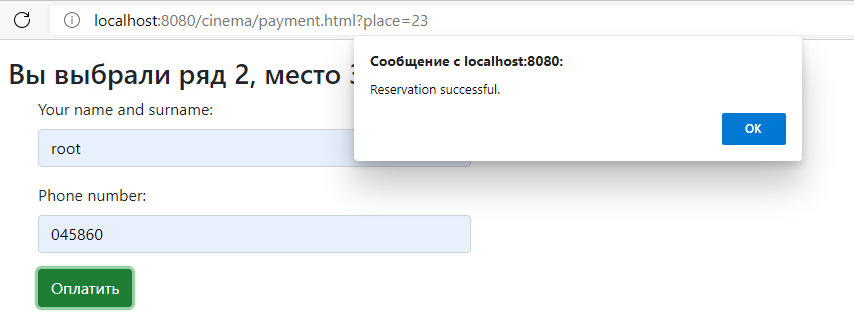 localhost:8080/cinema/payment.html?place=23
Сообщение с localhost:8080:
Reservation successful.
OK
Вы выбрали ряд 2, место 3
Your name and surname:
root
Phone number:
045860
Оплатить